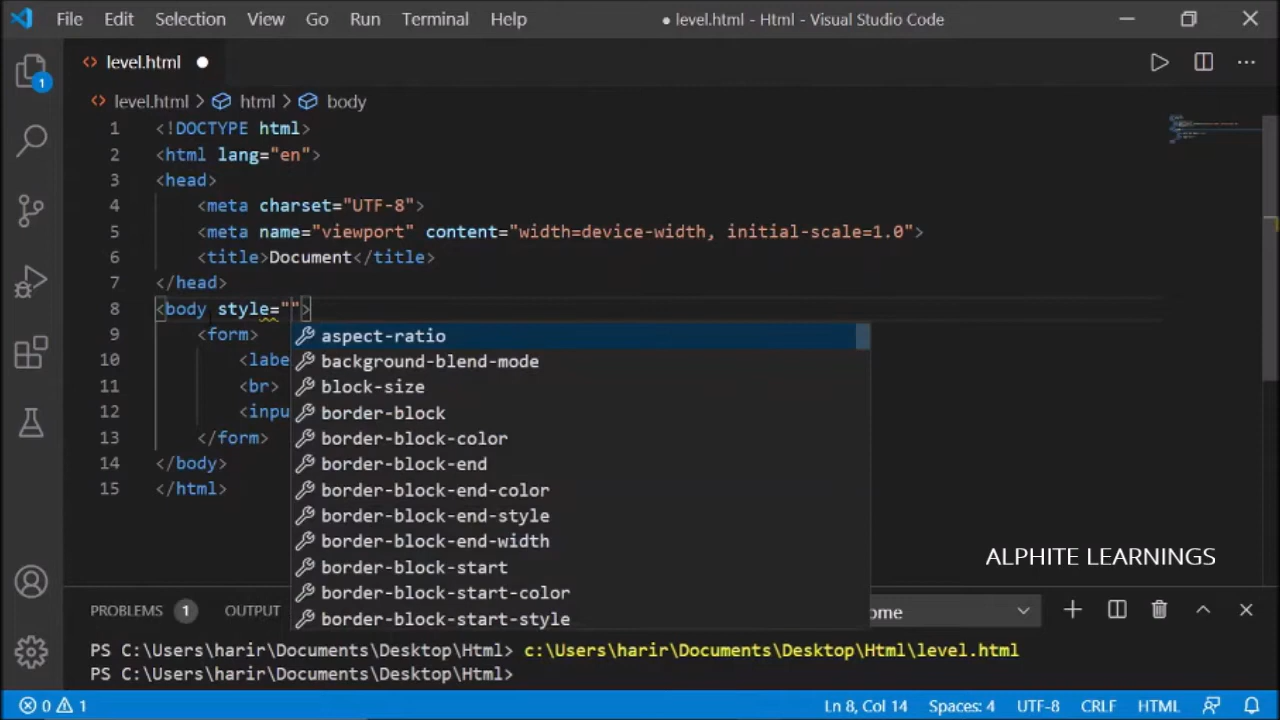 File Edit Selection View Go Run Terminal Help ● level.html - Html - Visual Studio Code
level.html
1
level.html > html > body
1 <!DOCTYPE html>
2 <html lang="en">
3 <head>
4 <meta charset="UTF-8">
5 <meta name="viewport" content="width=device-width, initial-scale=1.0">
6 <title>Document</title>
7 </head>
8 <body style="">
9 <form>
aspect-ratio
background-blend-mode
10 <labe
block-size
11 <br>
border-block
12 <inpu
border-block-color
13 </form>
border-block-end
14 </body>
border-block-end-color
15 </html>
border-block-end-style
border-block-end-width
border-block-start
border-block-start-color
border-block-start-style
ALPHITE LEARNINGS
PROBLEMS 1 OUTPUT ome
PS C:\Users\harir\Documents\Desktop\Html> c:\Users\harir\Documents\Desktop\Html\level.html
PS C:\Users\harir\Documents\Desktop\Html>
0 1 Ln 8, Col 14 Spaces: 4 UTF-8 CRLF HTML